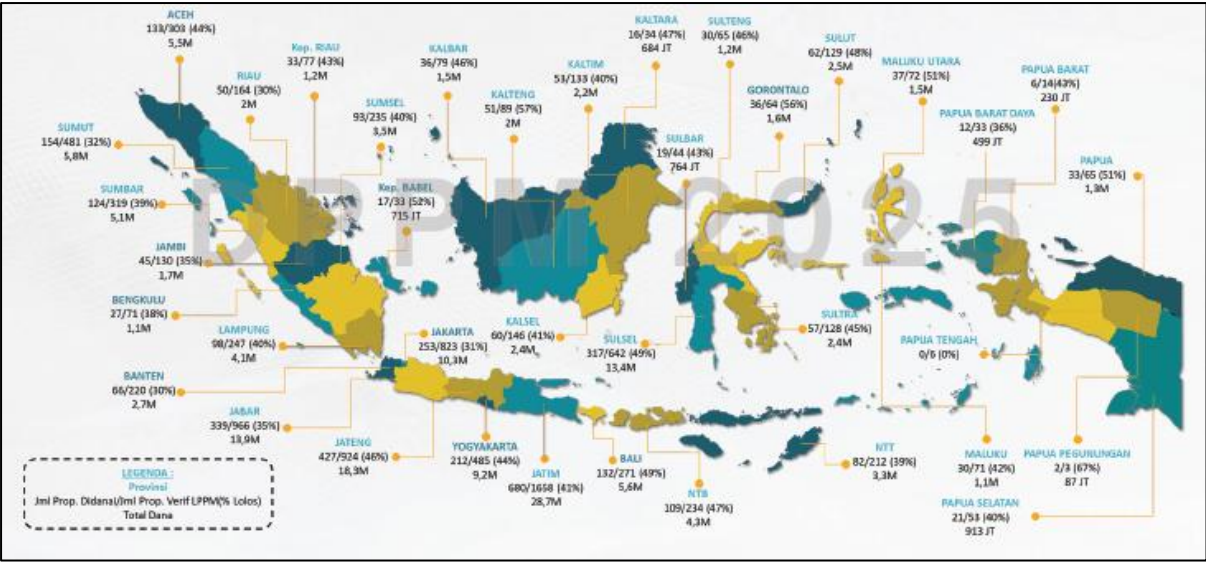 ACEH
133/303 (44%)
5,5M
Kep. RIAU
33/77 (43%)
1,2M
RIAU
50/164 (30%)
2M
SUMSEL
93/235 (40%)
3,5M
KALBAR
36/79 (46%)
1,5M
KALTENG
51/89 (57%)
2M
KALTIM
53/133 (40%)
2,2M
KALTARA
16/34 (47%)
684 JT
SULTENG
30/65 (46%)
1,2M
SULUT
62/129 (48%)
2,5M
GORONTALO
36/64 (56%)
1,6M
MALUKU UTARA
37/72 (51%)
1,5M
PAPUA BARAT
6/14(43%)
230 JT
PAPUA BARAT DAYA
12/33 (36%)
499 JT
PAPUA
33/65 (51%)
1,3M
SUMUT
154/481 (32%)
5,8M
SUMBAR
124/319 (39%)
5,1M
Kep. BABEL
17/33 (52%)
715 JT
SULBAR
19/44 (43%)
764 JT
DPPM 2025
JAMBI
45/130 (35%)
1,7M
BENGKULU
27/71 (38%)
1,1M
LAMPUNG
98/247 (40%)
4,1M
JAKARTA
253/823 (31%)
10,3M
KALSEL
60/146 (41%)
2,4M
SULSEL
317/642 (49%)
13,4M
SULTRA
57/128 (45%)
2,4M
PAPUA TENGAH
0/6 (0%)
BANTEN
66/220 (30%)
2,7M
JABAR
339/966 (35%)
13,9M
JATENG
427/924 (46%)
18,3M
YOGYAKARTA
212/485 (44%)
9,2M
JATIM
680/1658 (41%)
28,7M
BALI
132/271 (49%)
5,6M
NTB
109/234 (47%)
4,3M
NTT
82/212 (39%)
3,3M
MALUKU
30/71 (42%)
1,1M
PAPUA PEGUNUNGAN
2/3 (67%)
87 JT
PAPUA SELATAN
21/53 (40%)
913 JT
LEGENDA :
Provinsi
Jml Prop. Didanai/Jml Prop. Verif LPPM(% Lolos)
Total Dana